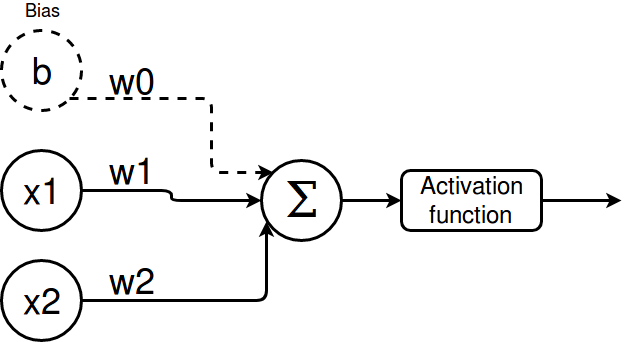 Bias
b
w0
x1
w1
Σ
Activation
function
x2
w2